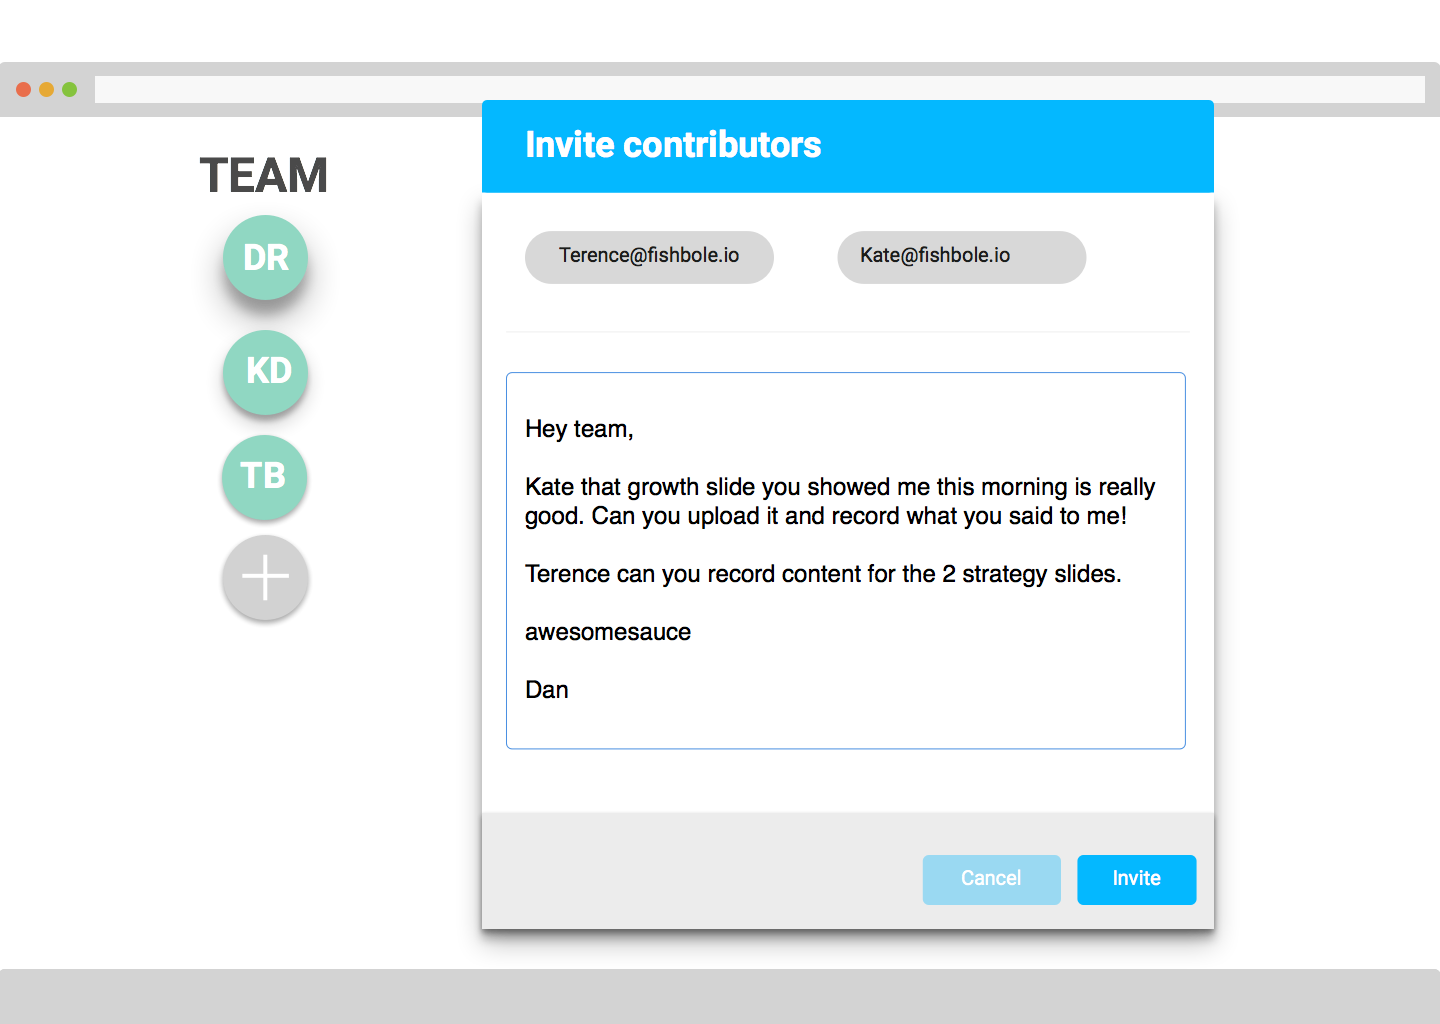 Invite contributors
TEAM
DR
KD
TB
Terence@fishbole.io
Kate@fishbole.io
Hey team,
Kate that growth slide you showed me this morning is really
good. Can you upload it and record what you said to me!
Terence can you record content for the 2 strategy slides.
awesomesauce
Dan
Cancel
Invite